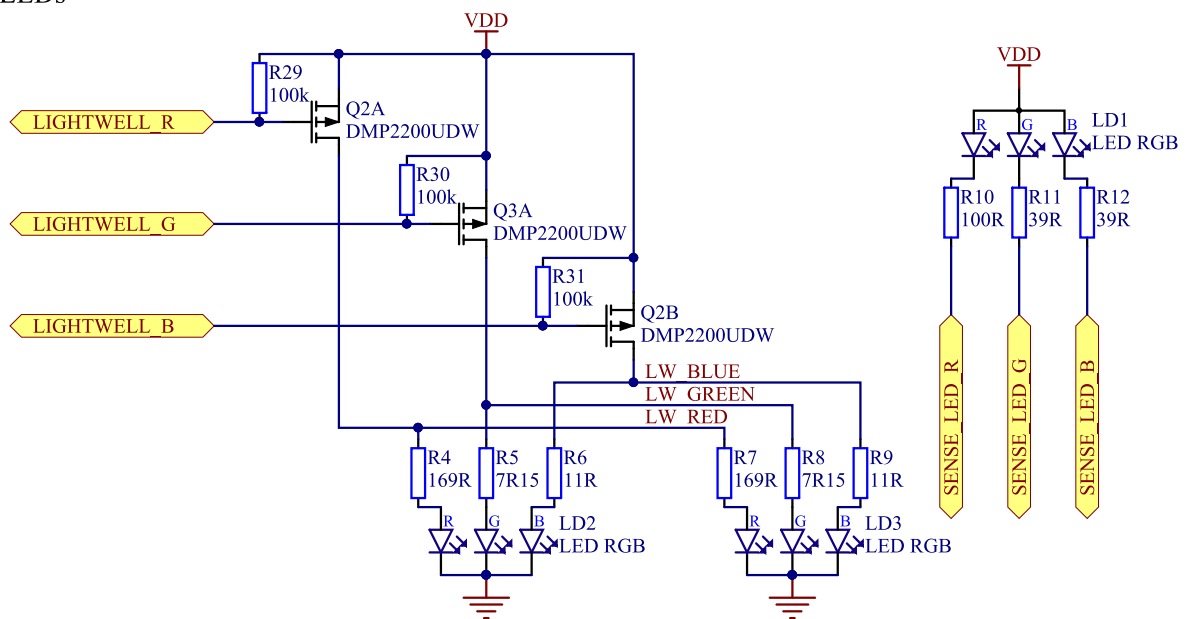 LEDs
VDD
R29
100k
LIGHTWELL_R
Q2A
DMP2200UDW
R30
100k
LIGHTWELL_G
Q3A
DMP2200UDW
R31
100k
LIGHTWELL_B
Q2B
DMP2200UDW
LW_BLUE
LW_GREEN
LW_RED
R4
169R
R5
7R15
R6
11R
R7
169R
R8
7R15
R9
11R
R
G
B
LD2
LED RGB
R
G
B
LD3
LED RGB
VDD
R
G
B
LD1
LED RGB
R10
100R
R11
39R
R12
39R
SENSE_LED_R
SENSE_LED_G
SENSE_LED_B